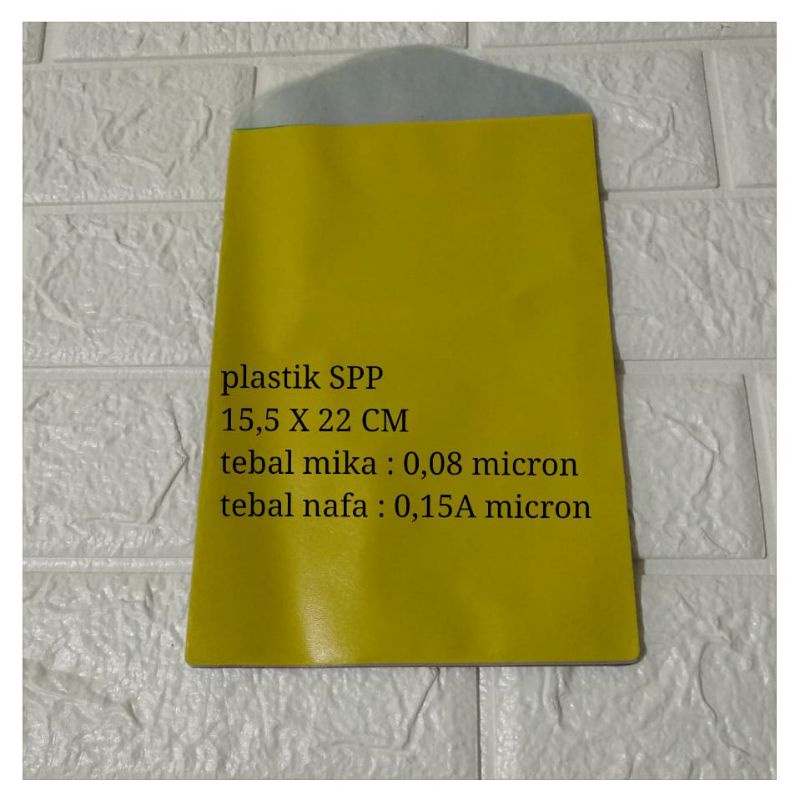 plastik SPP
15,5 X 22 CM
tebal mika : 0,08 micron
tebal nafa : 0,15A micron